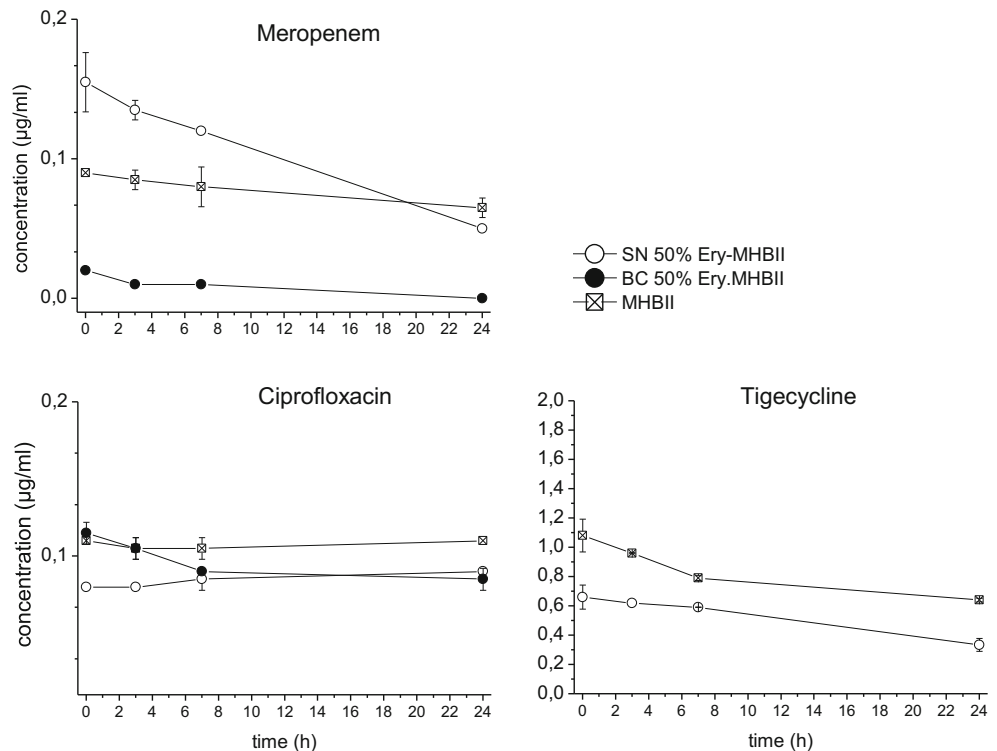 Meropenem
0,2
0,1
0,0
concentration (µg/ml)
0 2 4 6 8 10 12 14 16 18 20 22 24
SN 50% Ery-MHBII
BC 50% Ery.MHBII
MHBII
Ciprofloxacin
0,2
0,1
concentration (µg/ml)
0 2 4 6 8 10 12 14 16 18 20 22 24
time (h)
Tigecycline
2,0
1,8
1,6
1,4
1,2
1,0
0,8
0,6
0,4
0,2
0,0
0 2 4 6 8 10 12 14 16 18 20 22 24
time (h)